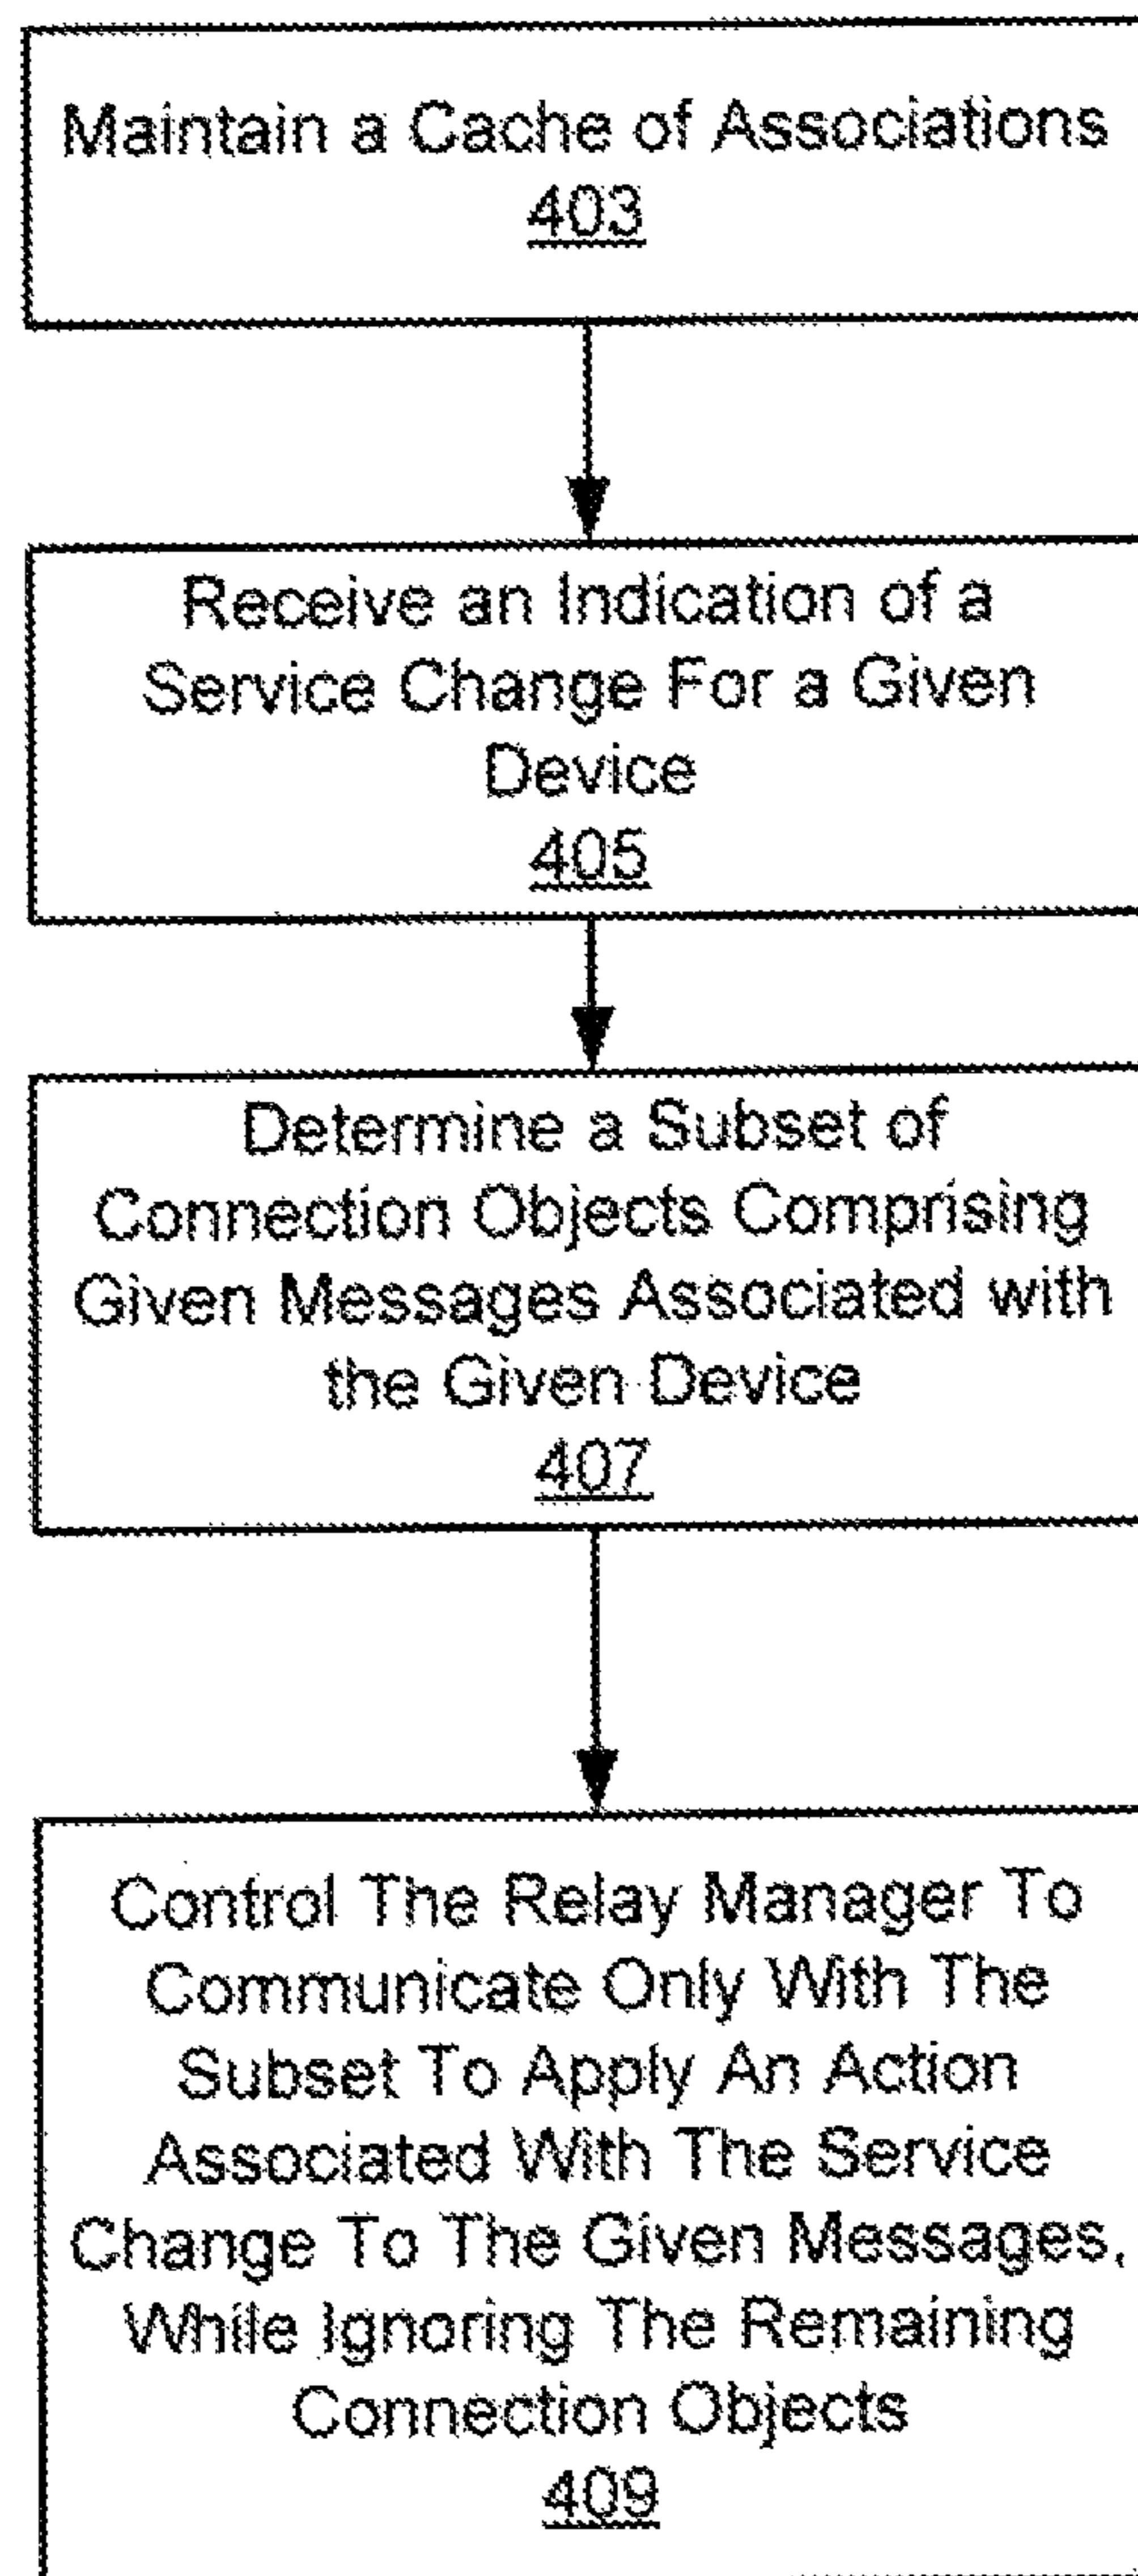 Maintain a Cache of Associations
403
Receive an Indication of a
Service Change For a Given
Device
405
Determine a Subset of
Connection Objects Comprising
Given Messages Associated with
the Given Device
407
Control The Relay Manager To
Communicate Only With The
Subset To Apply An Action
Associated With The Service
Change To The Given Messages,
While Ignoring The Remaining
Connection Objects
409